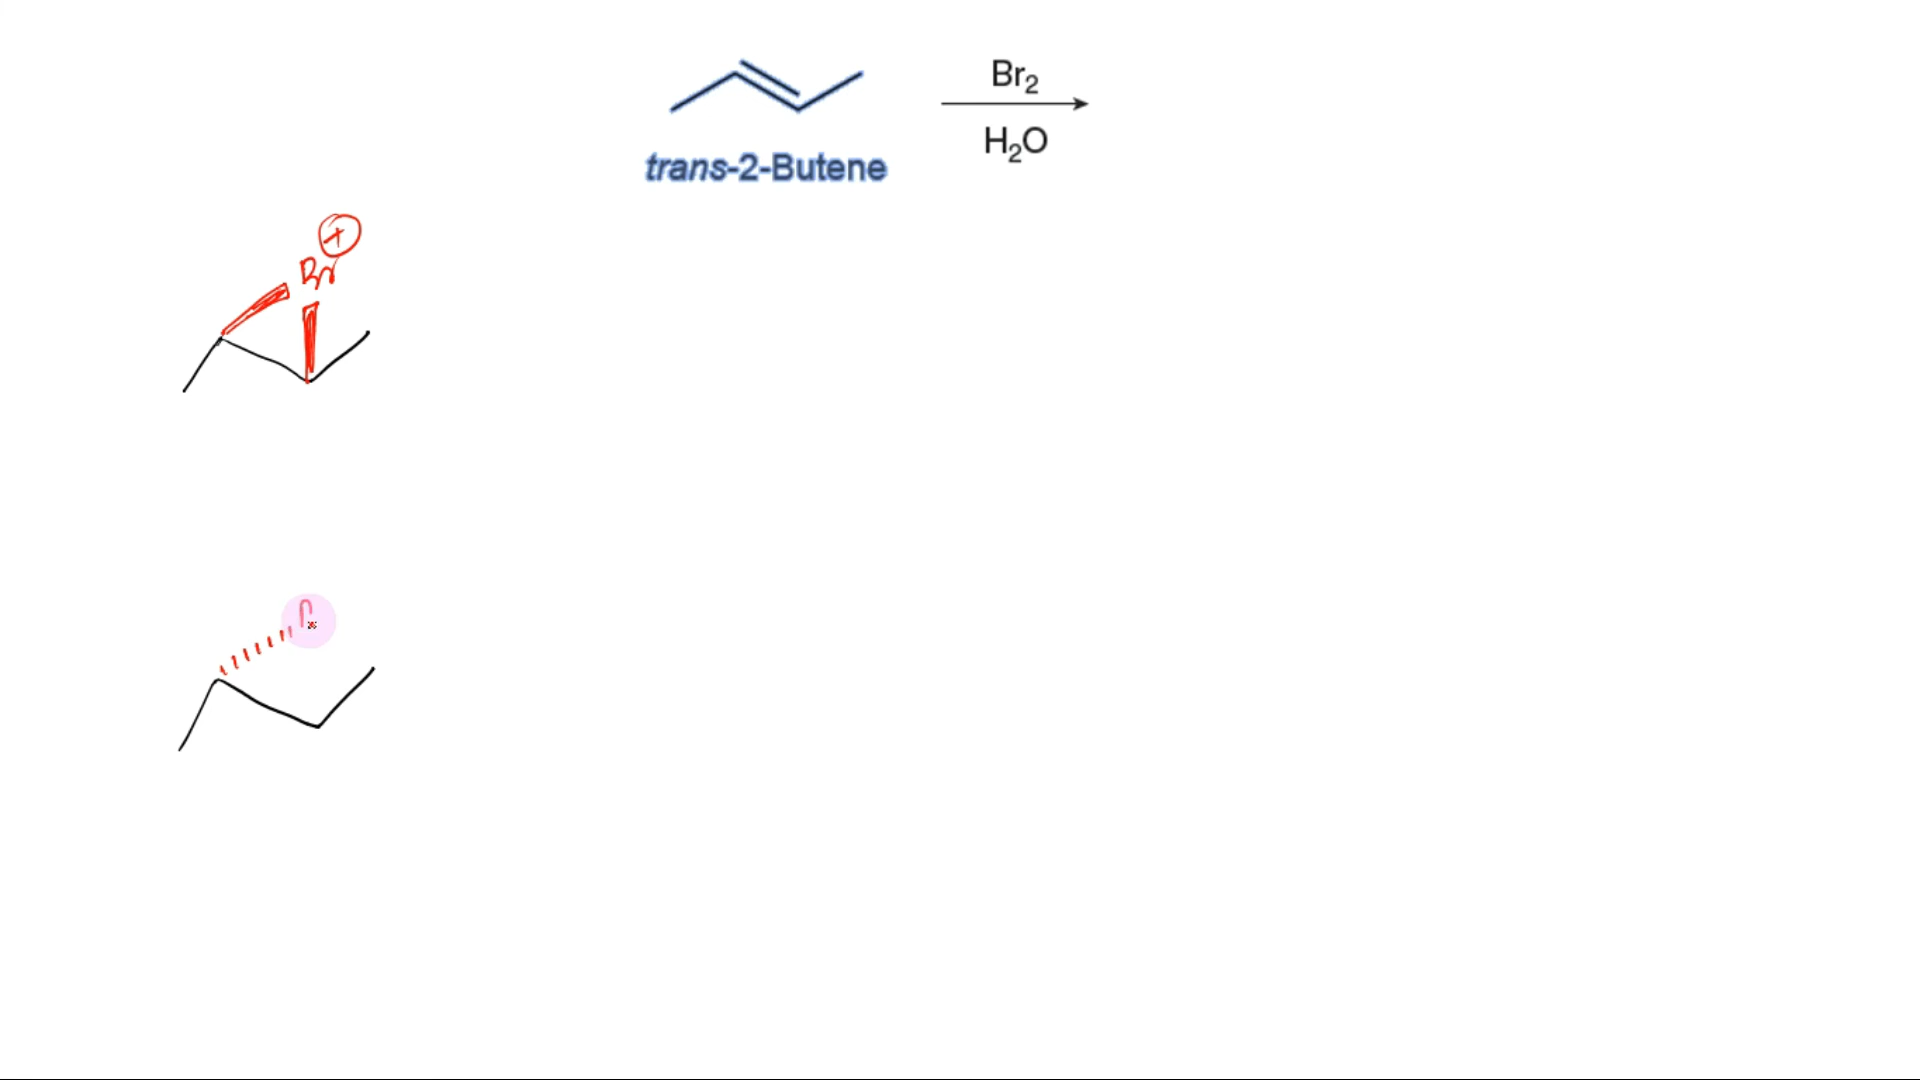 Br₂
H₂O
trans-2-Butene
+
Br